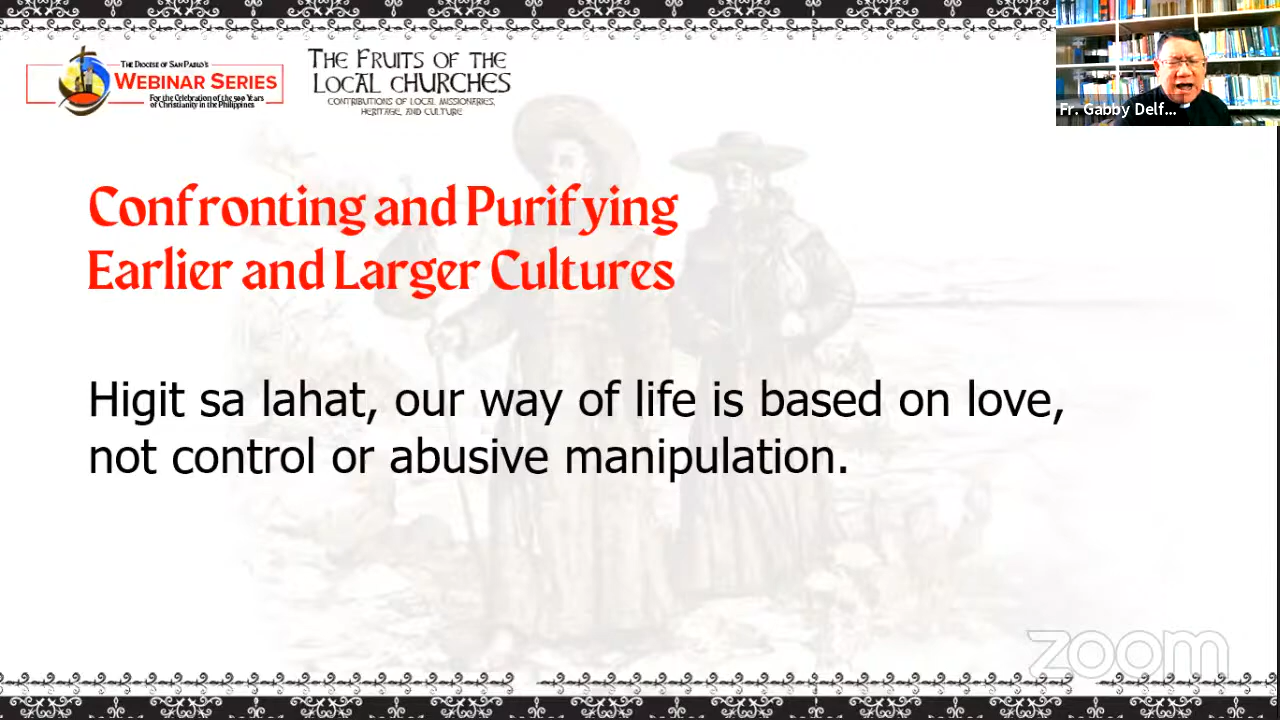 The Diocese of San Pablo's
Webinar Series
For the Celebration of the 500 Years
of Christianity in the Philippines
The Fruits of the
Local Churches
Contributions of Local Missionaries,
Heritage, and Culture
Fr. Gabby Delf...
Confronting and Purifying
Earlier and Larger Cultures
Higit sa lahat, our way of life is based on love,
not control or abusive manipulation.
zoom